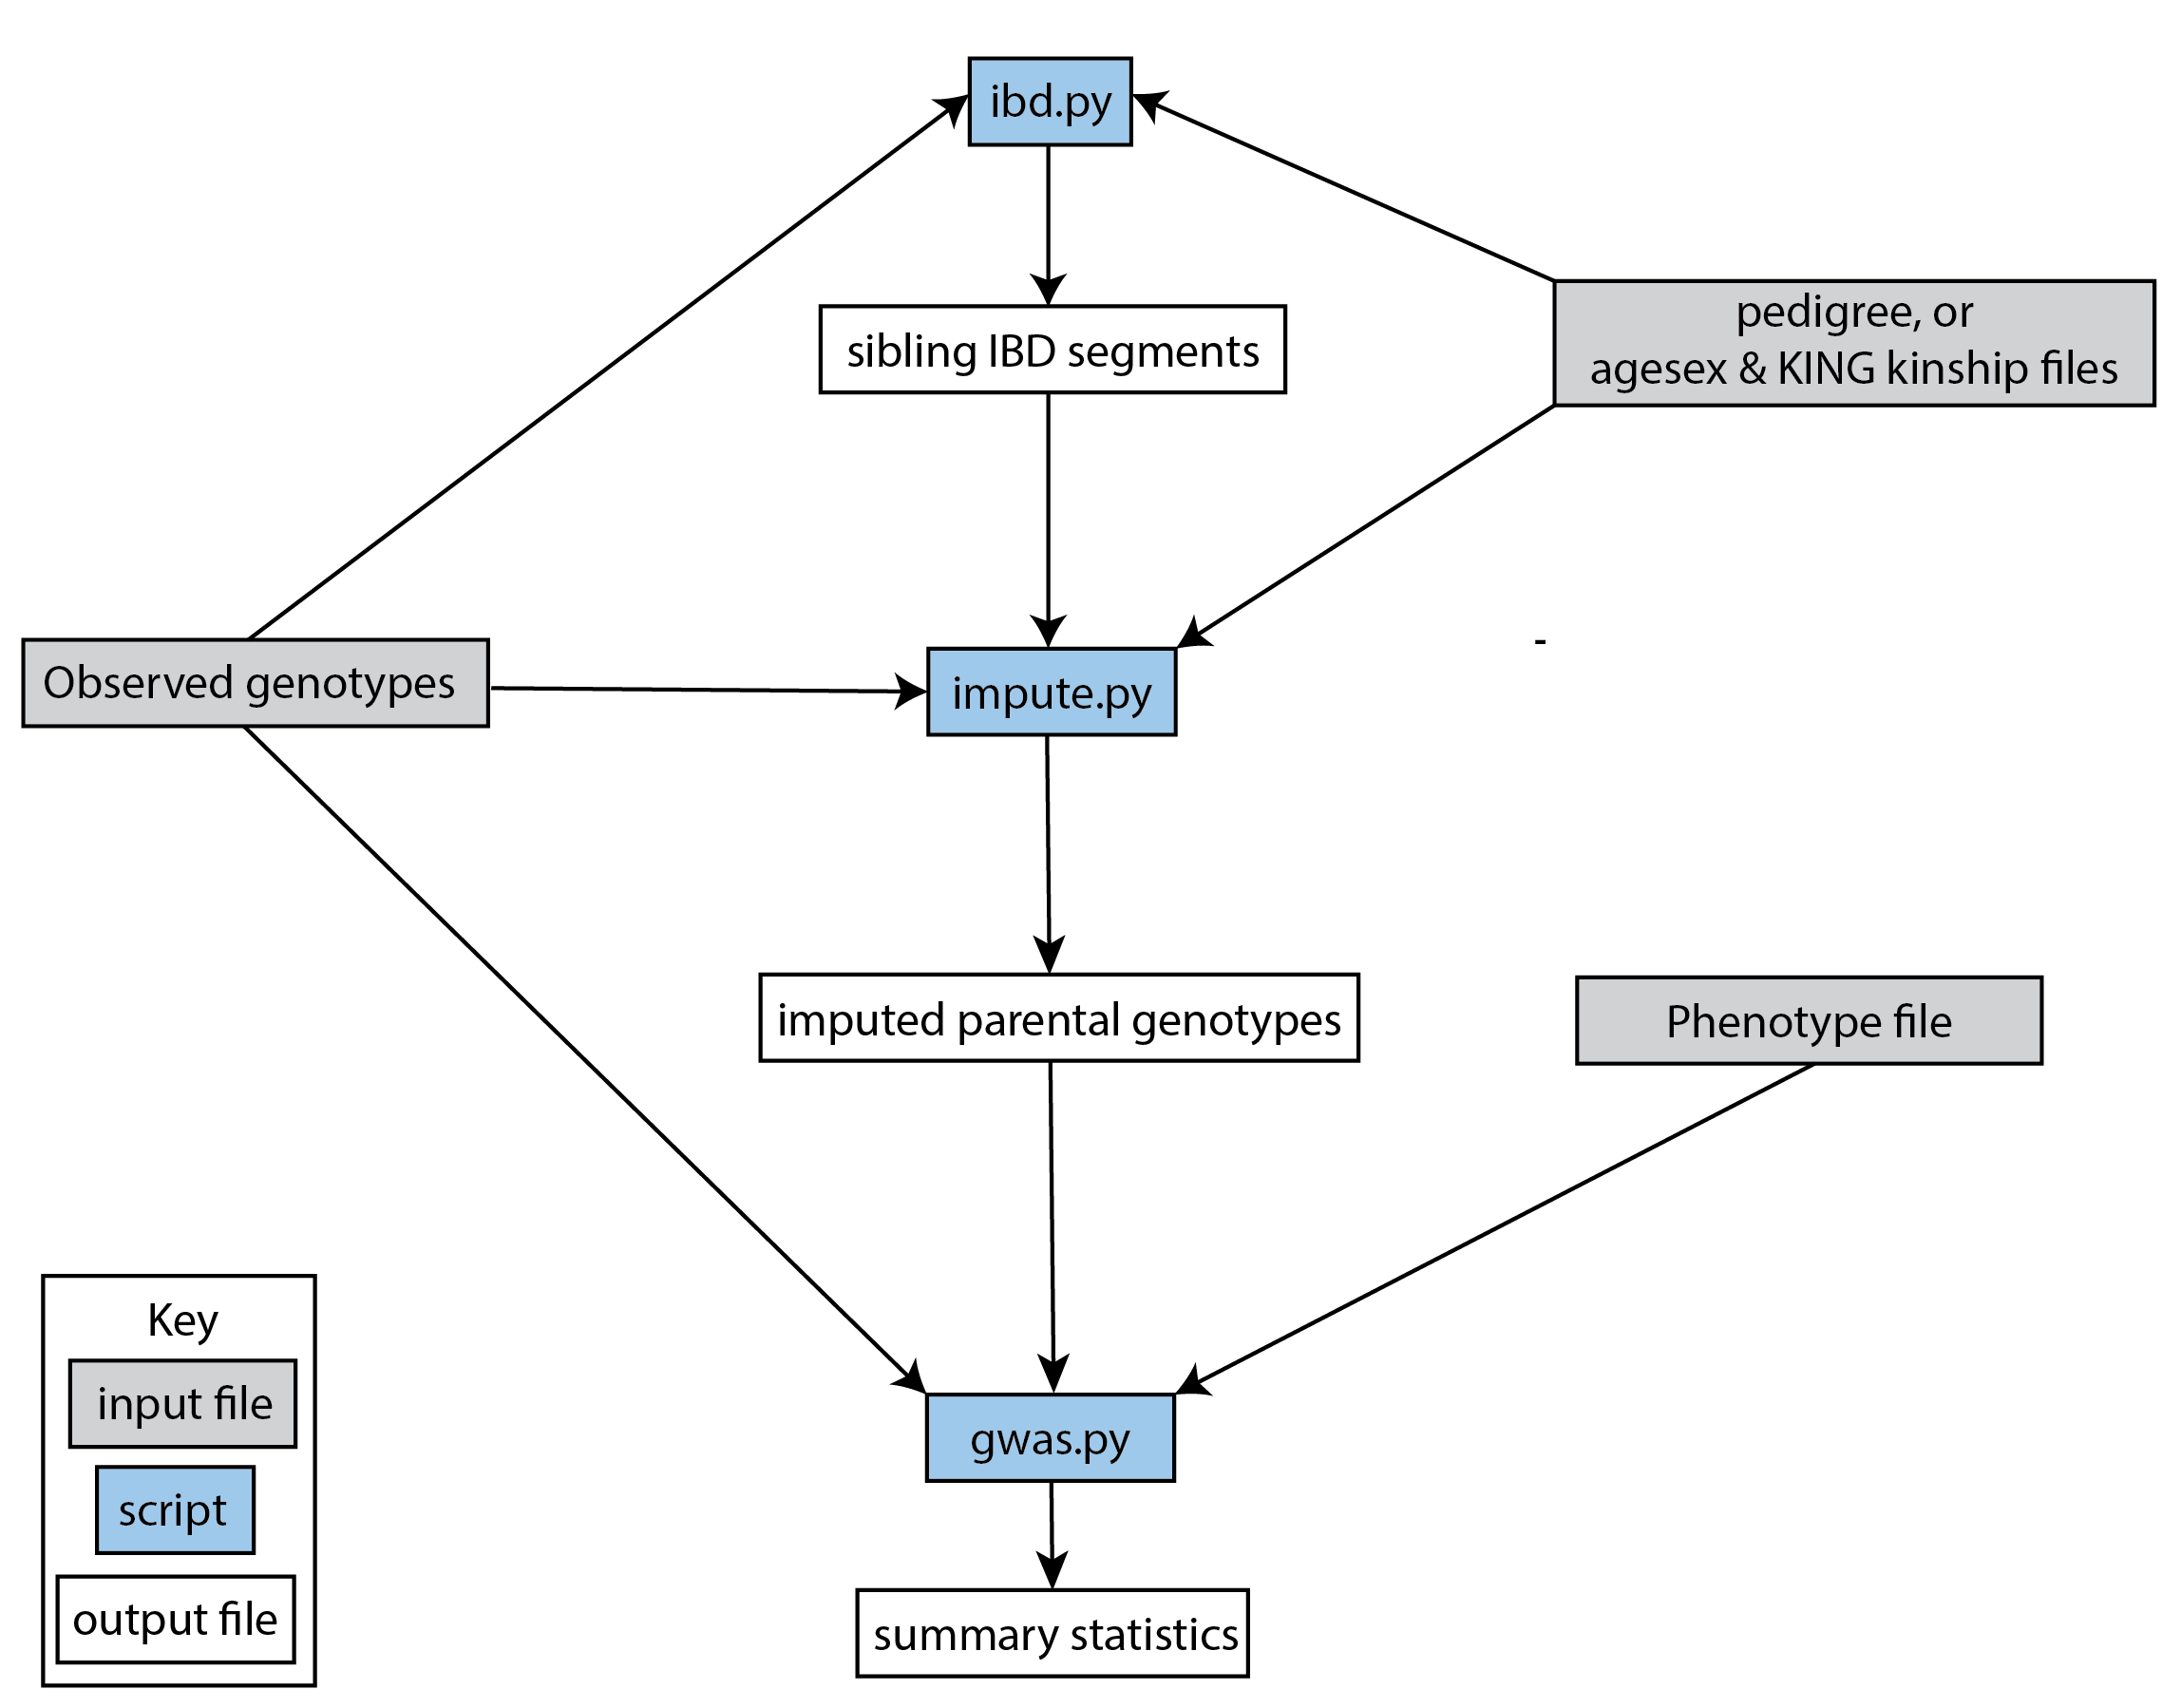 ibd.py
sibling IBD segments
pedigree, or
agesex & KING kinship files
Observed genotypes
impute.py
-
imputed parental genotypes
Phenotype file
gwas.py
summary statistics
Key
input file
script
output file